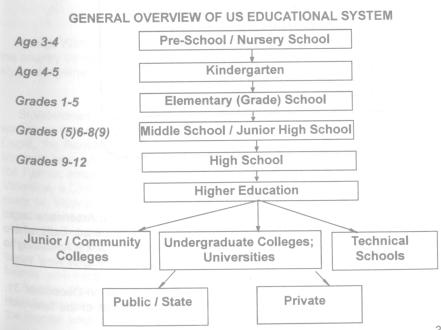 GENERAL OVERVIEW OF US EDUCATIONAL SYSTEM
Age 3-4
Pre-School / Nursery School
Age 4-5
Kindergarten
Grades 1-5
Elementary (Grade) School
Grades (5)6-8(9)
Middle School / Junior High School
Grades 9-12
High School
Higher Education
Junior / Community
Colleges
Undergraduate Colleges;
Universities
Technical
Schools
Public / State
Private